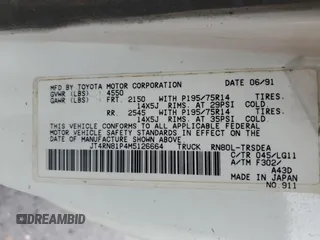 MFD BY TOYOTA MOTOR CORPORATION DATE 06/91
GVWR (LBS) 4550
GAWR (LBS) FRT. 2150 WITH P195/75R14 TIRES.
14X5J RIMS. AT 29PSI COLD.
RR. 2545 WITH P195/75R14 TIRES.
14X5J RIMS. AT 35PSI COLD.
THIS VEHICLE CONFORMS TO ALL APPLICABLE FEDERAL
MOTOR VEHICLE SAFETY STANDARDS IN EFFECT ON THE
DATE OF MANUFACTURE SHOWN ABOVE.
JT4RN81P4M5126664 TRUCK RN80L-TRSDEA
C/TR 045/LG11
A/TM F302/
A43D
MADE IN JAPAN
NO 911